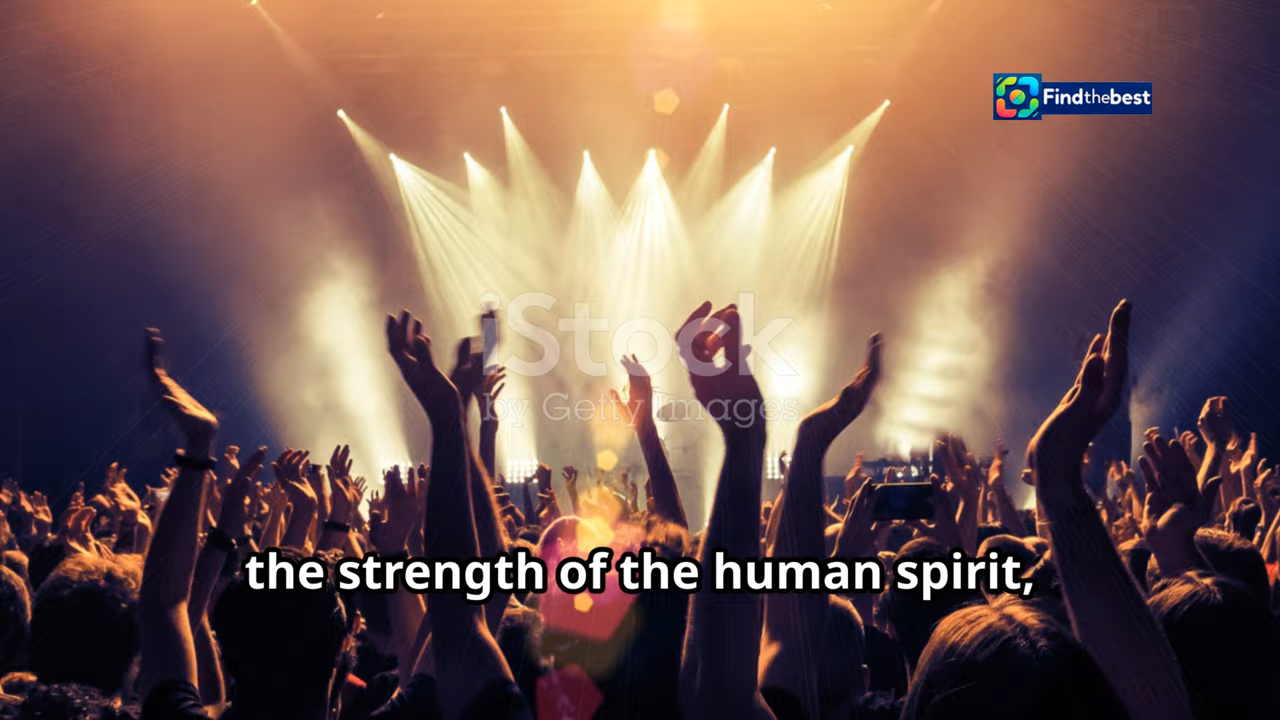 Findthebest
iStock
by Getty Images
the strength of the human spirit,